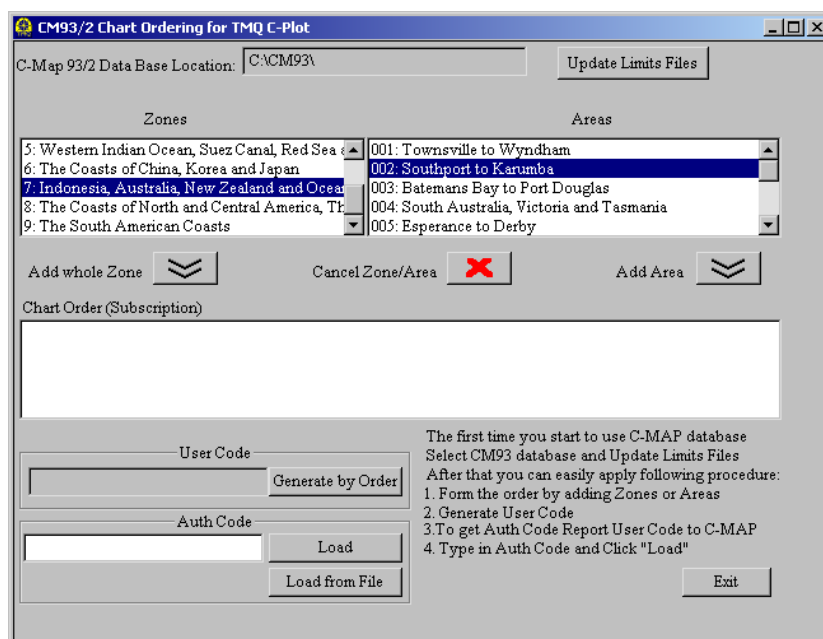 CM93/2 Chart Ordering for TMQ C-Plot
C-Map 93/2 Data Base Location: C:\CM93\ Update Limits Files
Zones Areas
5: Western Indian Ocean, Suez Canal, Red Sea
6: The Coasts of China, Korea and Japan
7: Indonesia, Australia, New Zealand and
8: The Coasts of North and Central America,
9: The South American Coasts
001: Townsville to Wyndham
002: Southport to Karumba
003: Batemans Bay to Port Douglas
004: South Australia, Victoria and Tasmania
005: Esperance to Derby
Add whole Zone Cancel Zone/Area Add Area
Chart Order (Subscription)
User Code
Generate by Order
Auth Code
Load
Load from File
The first time you start to use C-MAP database
Select CM93 database and Update Limits Files
After that you can easily apply following procedure:
1. Form the order by adding Zones or Areas
2. Generate User Code
3.To get Auth Code Report User Code to C-MAP
4. Type in Auth Code and Click "Load"
Exit